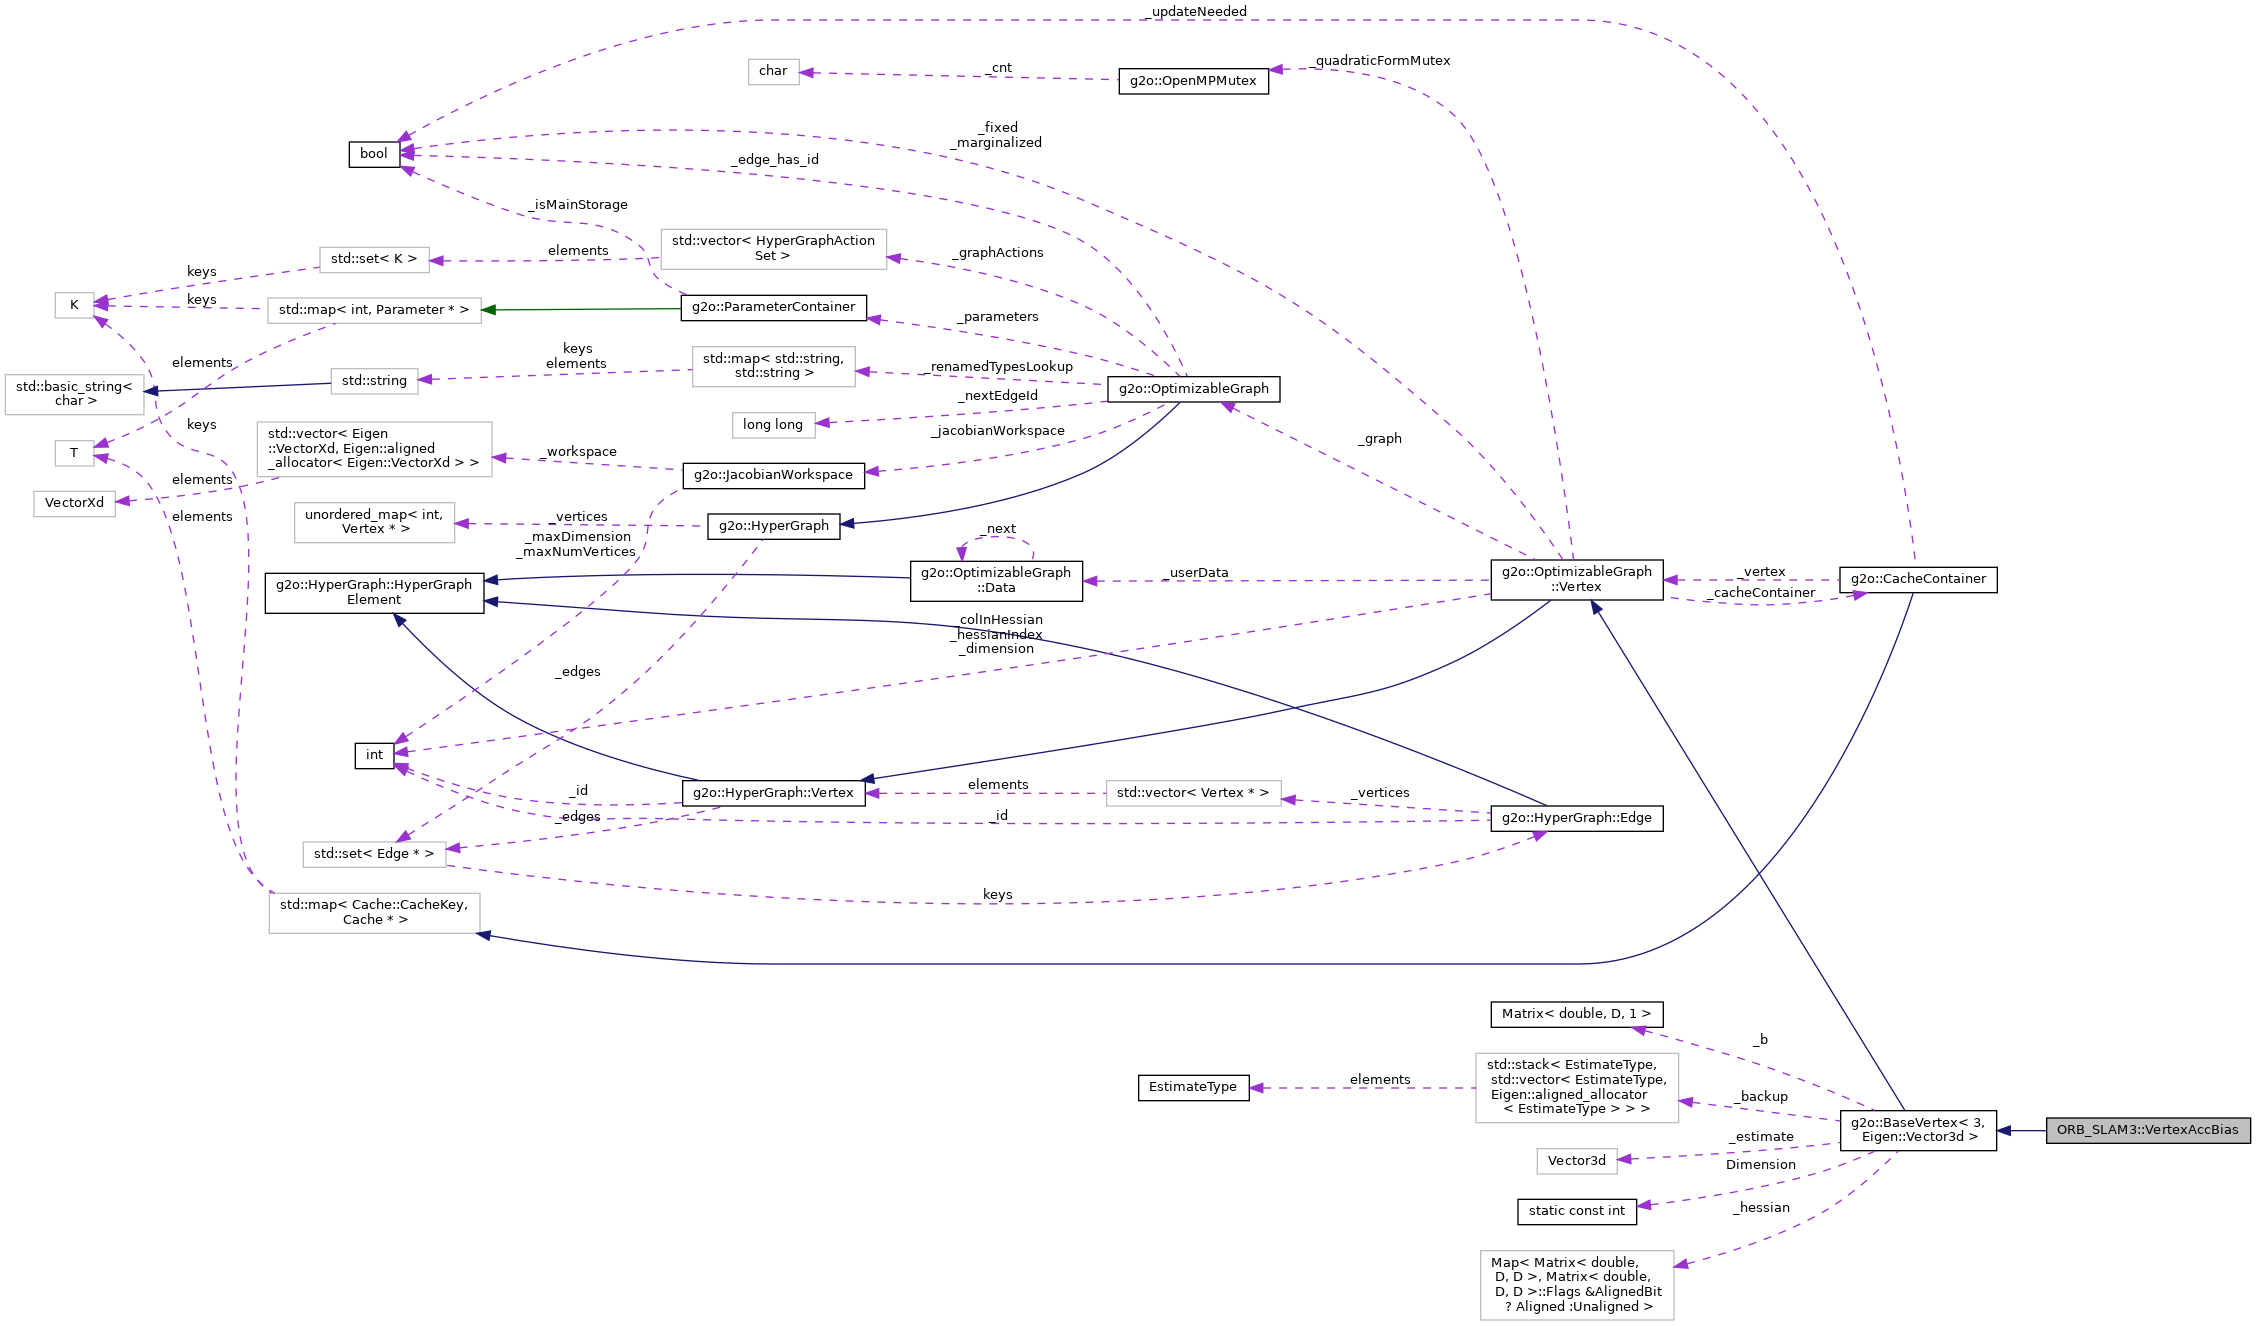 _updateNeeded
_quadraticFormMutex
char
_cnt
g2o::OpenMPMutex
_fixed
_marginalized
bool
_edge_has_id
_isMainStorage
std::vector< HyperGraphAction
Set >
elements
_graphActions
std::set< K >
keys
K
keys
std::map< int, Parameter * >
g2o::ParameterContainer
_parameters
elements
keys
elements
std::map< std::string,
std::string >
_renamedTypesLookup
std::basic_string<
char >
std::string
g2o::OptimizableGraph
_nextEdgeId
long long
keys
_jacobianWorkspace
_graph
T
std::vector< Eigen
::VectorXd, Eigen::aligned
_allocator< Eigen::VectorXd > >
_workspace
g2o::JacobianWorkspace
elements
VectorXd
elements
unordered_map< int,
Vertex * >
_vertices
g2o::HyperGraph
_next
_maxDimension
_maxNumVertices
g2o::HyperGraph::HyperGraph
Element
g2o::OptimizableGraph
::Data
_userData
g2o::OptimizableGraph
::Vertex
_vertex
_cacheContainer
g2o::CacheContainer
_colInHessian
_hessianIndex
_dimension
_edges
int
_id
g2o::HyperGraph::Vertex
elements
std::vector< Vertex * >
_vertices
_edges
_id
g2o::HyperGraph::Edge
std::set< Edge * >
keys
std::map< Cache::CacheKey,
Cache * >
Matrix< double, D, 1 >
_b
EstimateType
elements
std::stack< EstimateType,
std::vector< EstimateType,
Eigen::aligned_allocator
< EstimateType > > >
_backup
g2o::BaseVertex< 3,
Eigen::Vector3d >
ORB_SLAM3::VertexAccBias
_estimate
Vector3d
Dimension
static const int
_hessian
Map< Matrix< double,
D, D >, Matrix< double,
D, D >::Flags &AlignedBit
? Aligned :Unaligned >